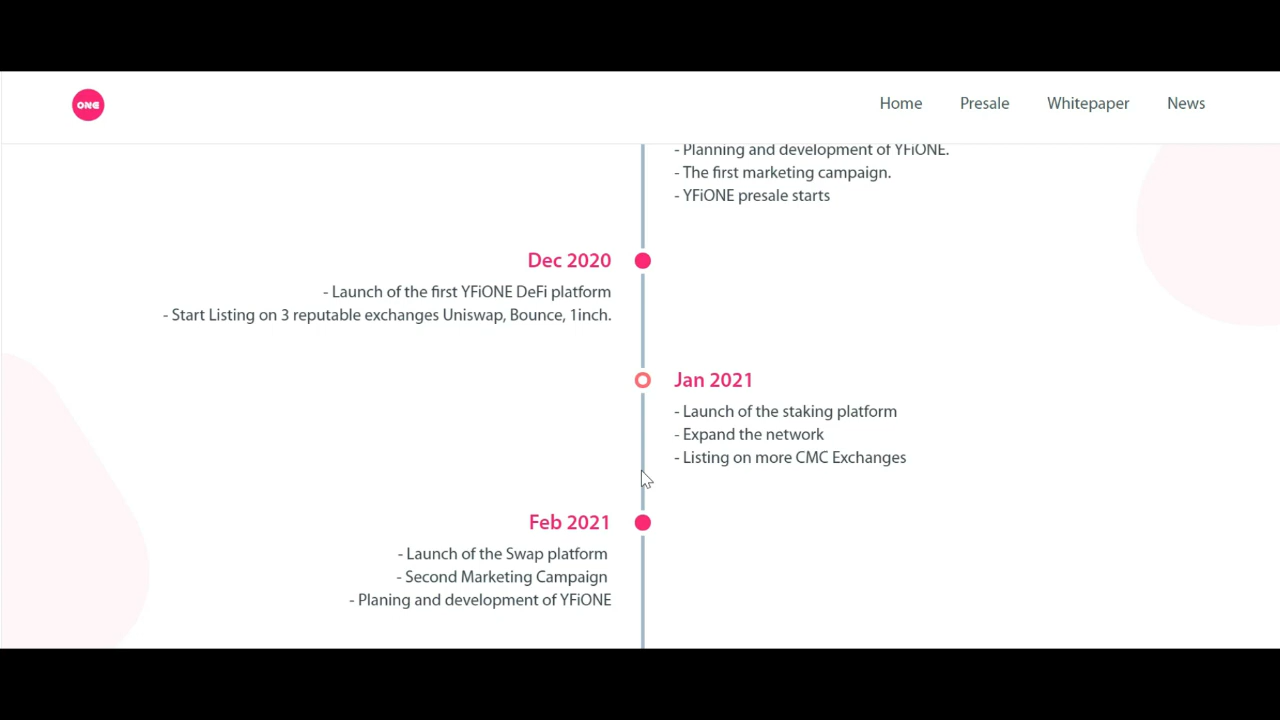 ONE
Home
Presale
Whitepaper
News
- Planning and development of YFiONE.
- The first marketing campaign.
- YFiONE presale starts
Dec 2020
- Launch of the first YFiONE DeFi platform
- Start Listing on 3 reputable exchanges Uniswap, Bounce, 1inch.
Jan 2021
- Launch of the staking platform
- Expand the network
- Listing on more CMC Exchanges
Feb 2021
- Launch of the Swap platform
- Second Marketing Campaign
- Planing and development of YFiONE